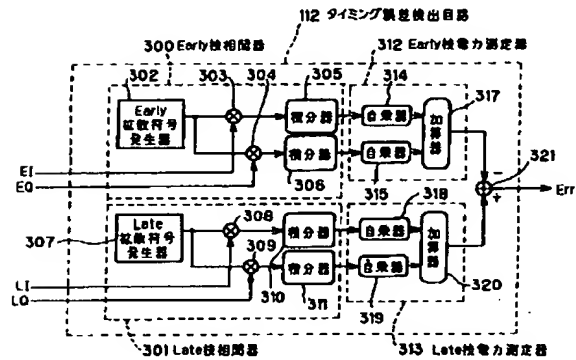 112 タイミング誤差検出回路
300 Early検相関器
312 Early検電力測定器
302
303
304
305
314
317
Early
拡散符号
発生器
積分器
自乗器
加算器
EI
EQ
積分器
自乗器
306
315
318
321
Err
Late
拡散符号
発生器
307
308
309
積分器
自乗器
加算器
LI
LQ
310
積分器
自乗器
311
319
320
301 Late検相関器
313 Late検電力測定器